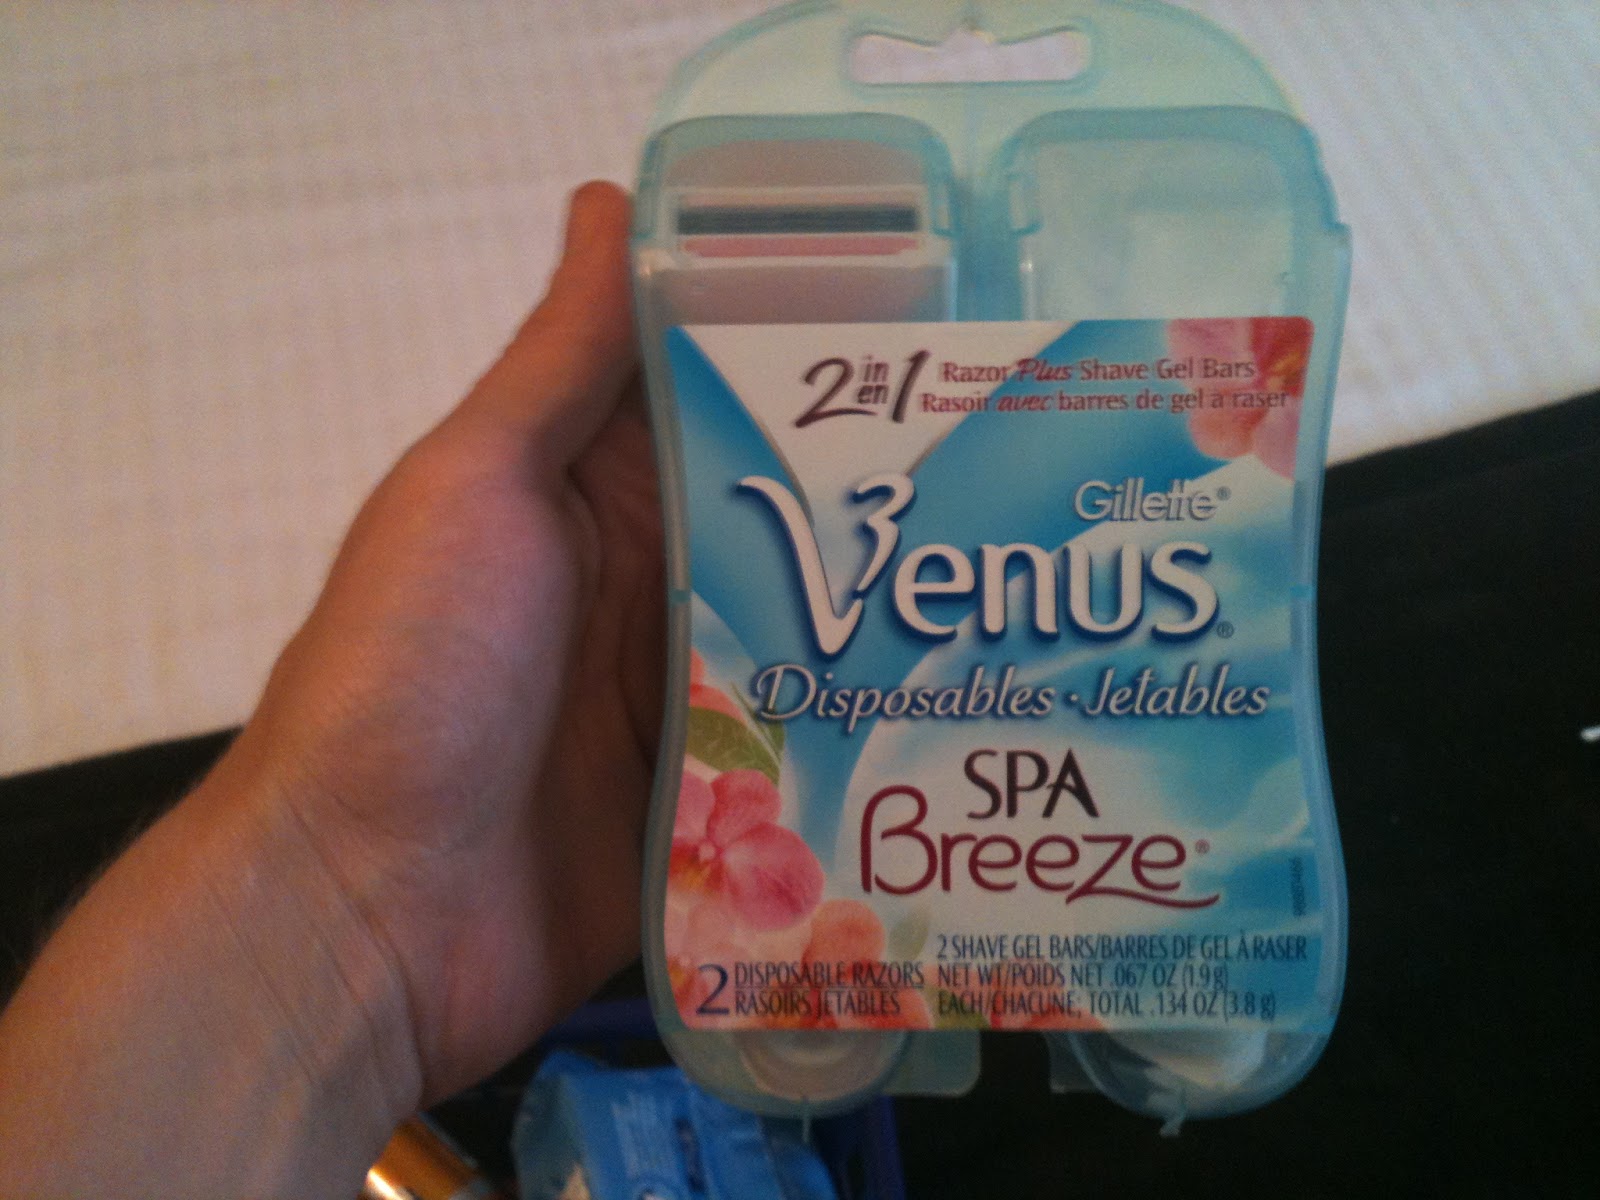 2 in en 1 Razor Plus Shave Gel Bars
Rasoir avec barres de gel à raser
Gillette®
V3enus®
Disposables · Jetables
SPA
Breeze®
2 DISPOSABLE RAZORS
RASOIRS JETABLES
2 SHAVE GEL BARS/BARRES DE GEL À RASER
NET WT/POIDS NET .067 OZ (1.9 g)
EACH/CHACUNE, TOTAL .134 OZ (3.8 g)